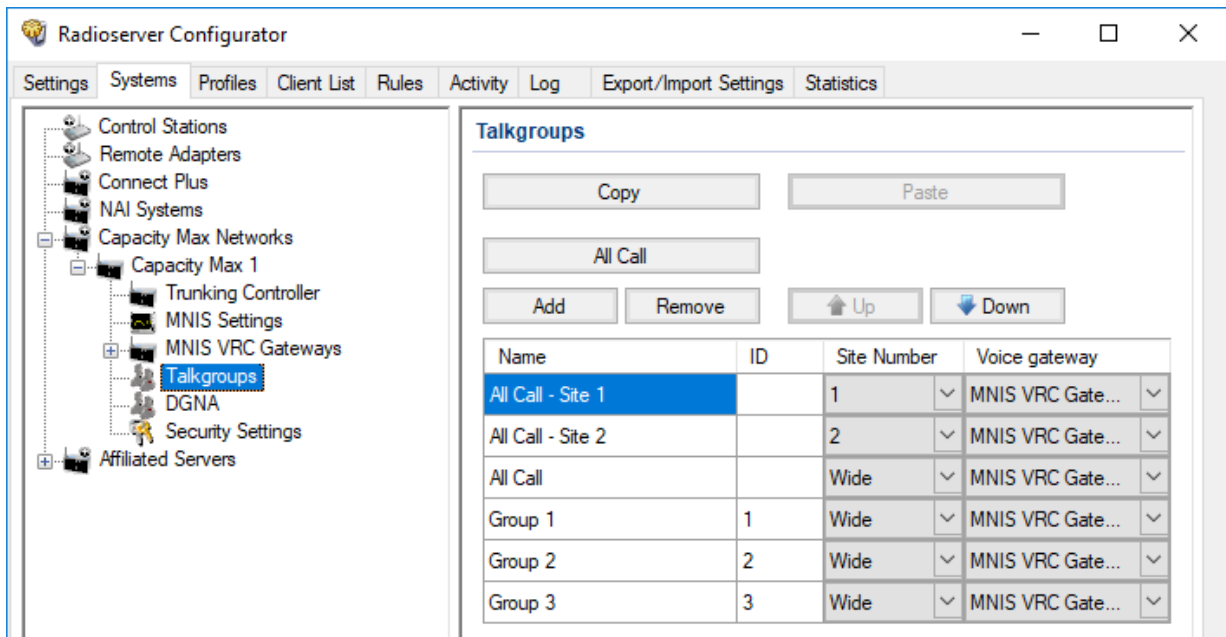 Radioserver Configurator
Settings Systems Profiles Client List Rules Activity Log Export/Import Settings Statistics
Control Stations
Remote Adapters
Connect Plus
NAI Systems
Capacity Max Networks
Capacity Max 1
Trunking Controller
MNIS Settings
MNIS VRC Gateways
Talkgroups
DGNA
Security Settings
Affiliated Servers
Talkgroups
Copy Paste
All Call
Add Remove Up Down
Name ID Site Number Voice gateway
All Call - Site 1 1 MNIS VRC Gate...
All Call - Site 2 2 MNIS VRC Gate...
All Call Wide MNIS VRC Gate...
Group 1 1 Wide MNIS VRC Gate...
Group 2 2 Wide MNIS VRC Gate...
Group 3 3 Wide MNIS VRC Gate...